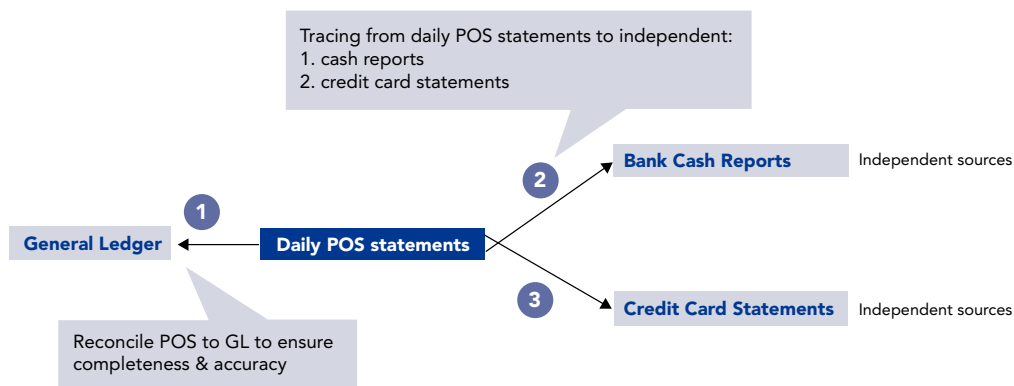 Tracing from daily POS statements to independent:
1. cash reports
2. credit card statements
2
Bank Cash Reports
Independent sources
1
General Ledger
Daily POS statements
3
Credit Card Statements
Independent sources
Reconcile POS to GL to ensure
completeness & accuracy